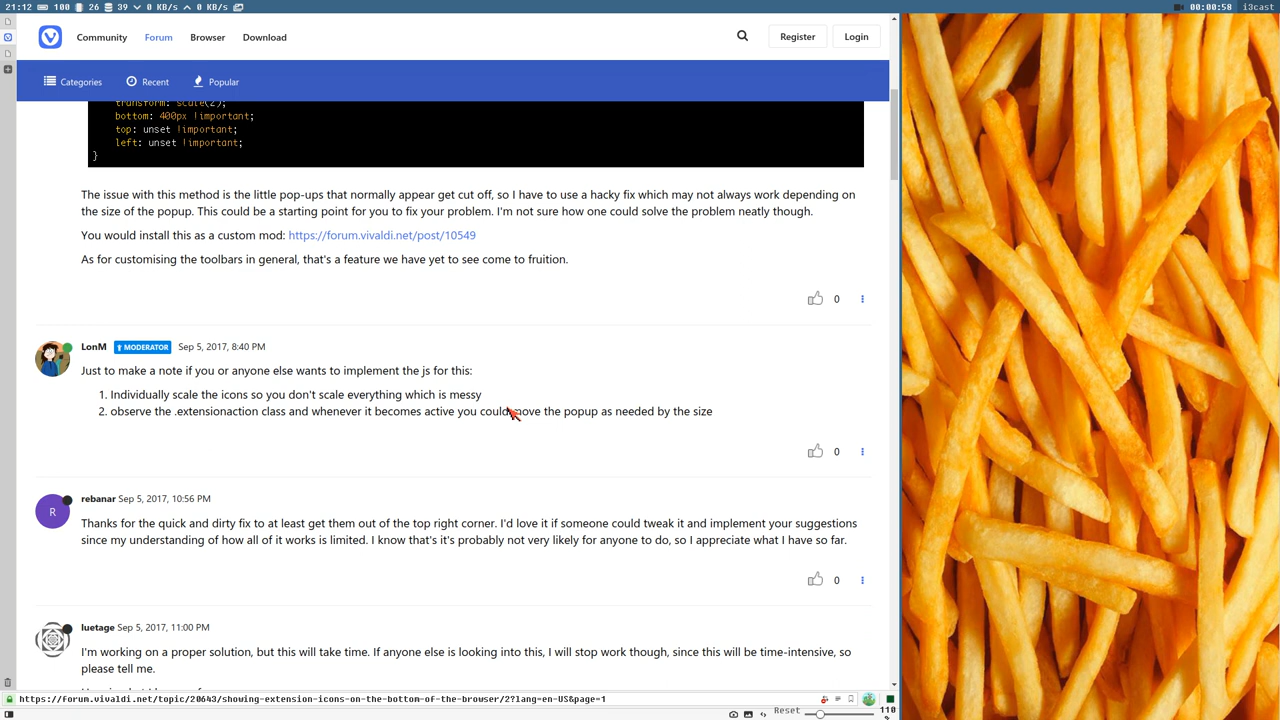 21:12 100 26 39 0 KB/s 0 KB/s 00:00:58 i3cast
Community Forum Browser Download Register Login
Categories Recent Popular
transform: scale(2);
bottom: 400px !important;
top: unset !important;
left: unset !important;
}
The issue with this method is the little pop-ups that normally appear get cut off, so I have to use a hacky fix which may not always work depending on
the size of the popup. This could be a starting point for you to fix your problem. I'm not sure how one could solve the problem neatly though.
You would install this as a custom mod: https://forum.vivaldi.net/post/10549
As for customising the toolbars in general, that's a feature we have yet to see come to fruition.
0
LonM MODERATOR Sep 5, 2017, 8:40 PM
Just to make a note if you or anyone else wants to implement the js for this:
1. Individually scale the icons so you don't scale everything which is messy
2. observe the .extensionaction class and whenever it becomes active you could move the popup as needed by the size
0
R
rebanar Sep 5, 2017, 10:56 PM
Thanks for the quick and dirty fix to at least get them out of the top right corner. I'd love it if someone could tweak it and implement your suggestions
since my understanding of how all of it works is limited. I know that's it's probably not very likely for anyone to do, so I appreciate what I have so far.
0
luetage Sep 5, 2017, 11:00 PM
I'm working on a proper solution, but this will take time. If anyone else is looking into this, I will stop work though, since this will be time-intensive, so
please tell me.
https://forum.vivaldi.net/topic/20643/showing-extension-icons-on-the-bottom-of-the-browser/2?lang=en-US&page=1
Reset 110 %